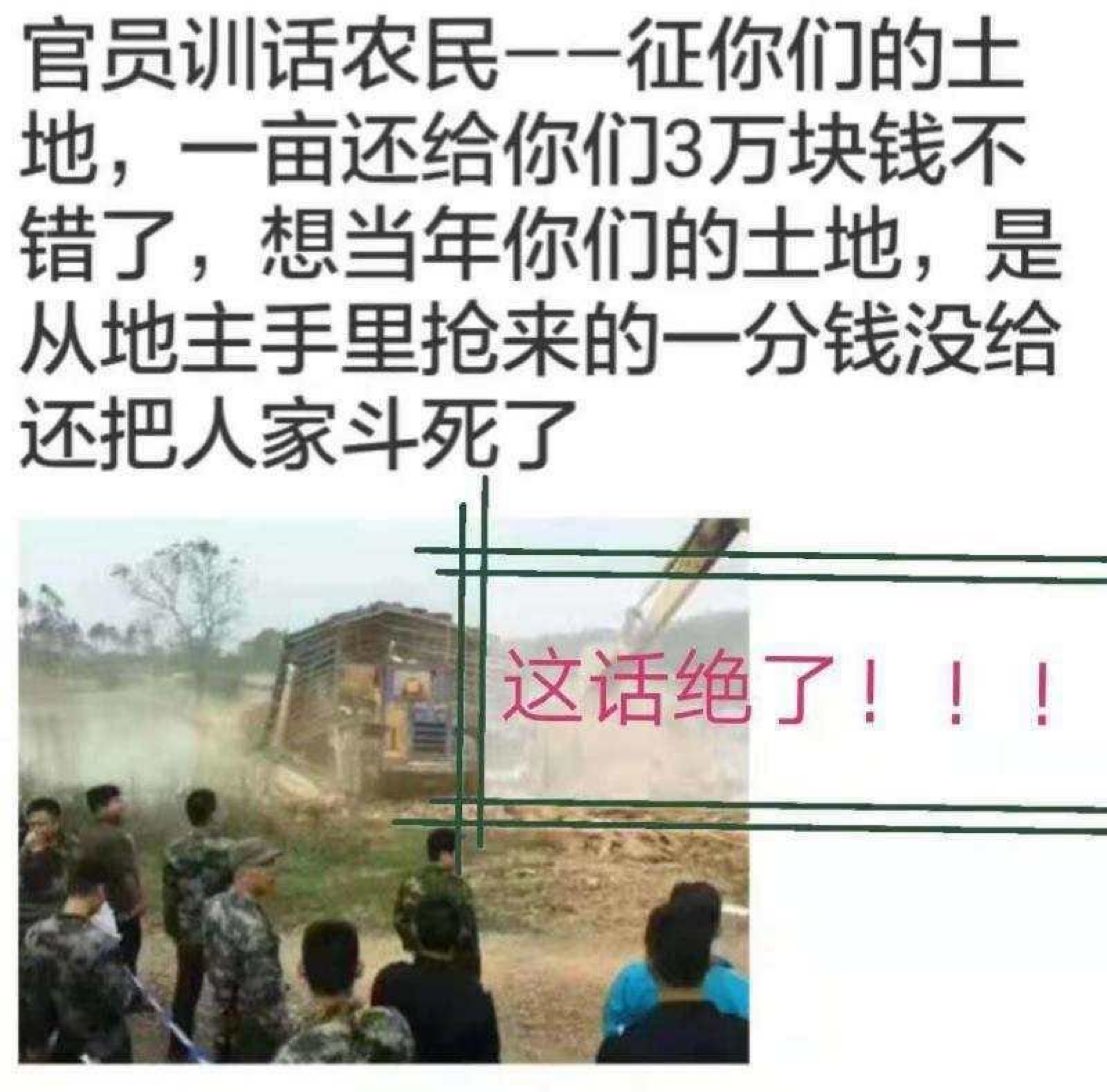 官员训话农民——征你们的土
地，一亩还给你们3万块钱不
错了，想当年你们的土地，是
从地主手里抢来的一分钱没给
还把人家斗死了
这话绝了！！！